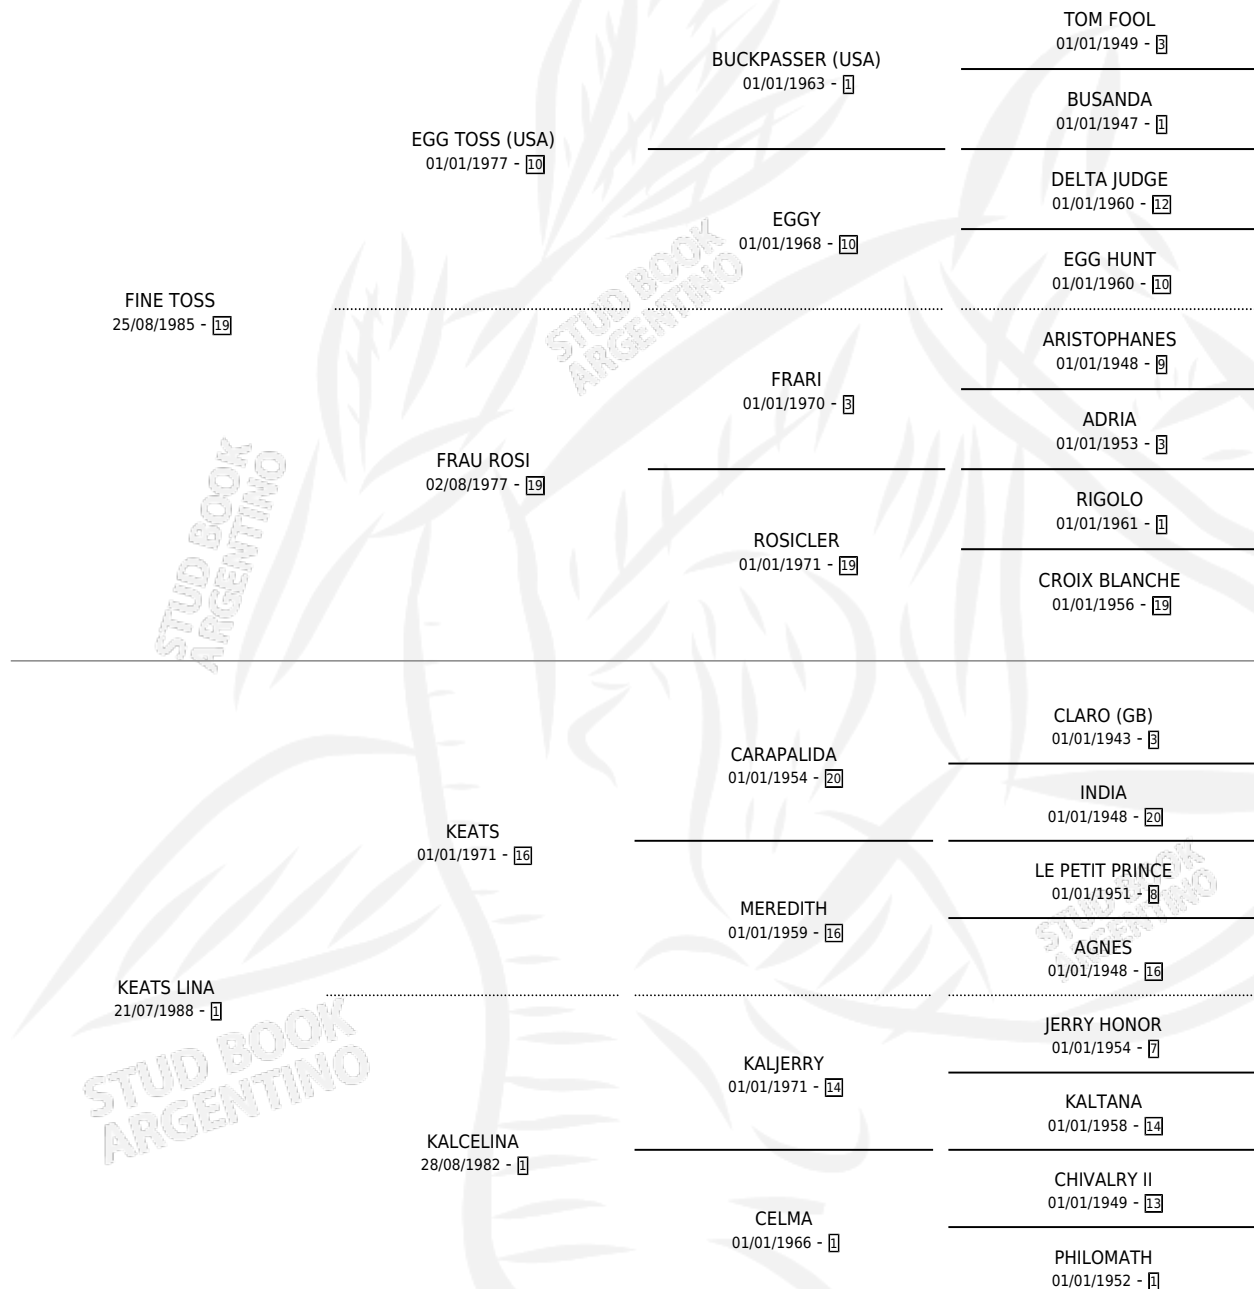 TOM FOOL
01/01/1949 - 3
BUCKPASSER (USA)
01/01/1963 - 1
BUSANDA
01/01/1947 - 1
EGG TOSS (USA)
01/01/1977 - 10
DELTA JUDGE
01/01/1960 - 12
EGGY
01/01/1968 - 10
EGG HUNT
01/01/1960 - 10
FINE TOSS
25/08/1985 - 19
STUD BOOK
ARGENTINO
ARISTOPHANES
01/01/1948 - 9
FRARI
01/01/1970 - 3
ADRIA
01/01/1953 - 3
FRAU ROSI
02/08/1977 - 19
RIGOLO
01/01/1961 - 1
ROSICLER
01/01/1971 - 19
CROIX BLANCHE
01/01/1956 - 19
STUD BOOK
ARGENTINO
CLARO (GB)
01/01/1943 - 3
CARAPALIDA
01/01/1954 - 20
INDIA
01/01/1948 - 20
KEATS
01/01/1971 - 16
LE PETIT PRINCE
01/01/1951 - 8
MEREDITH
01/01/1959 - 16
AGNES
01/01/1948 - 16
STUD BOOK
ARGENTINO
KEATS LINA
21/07/1988 - 1
STUD BOOK
ARGENTINO
JERRY HONOR
01/01/1954 - 7
KALJERRY
01/01/1971 - 14
KALTANA
01/01/1958 - 14
KALCELINA
28/08/1982 - 1
CHIVALRY II
01/01/1949 - 13
CELMA
01/01/1966 - 1
PHILOMATH
01/01/1952 - 1